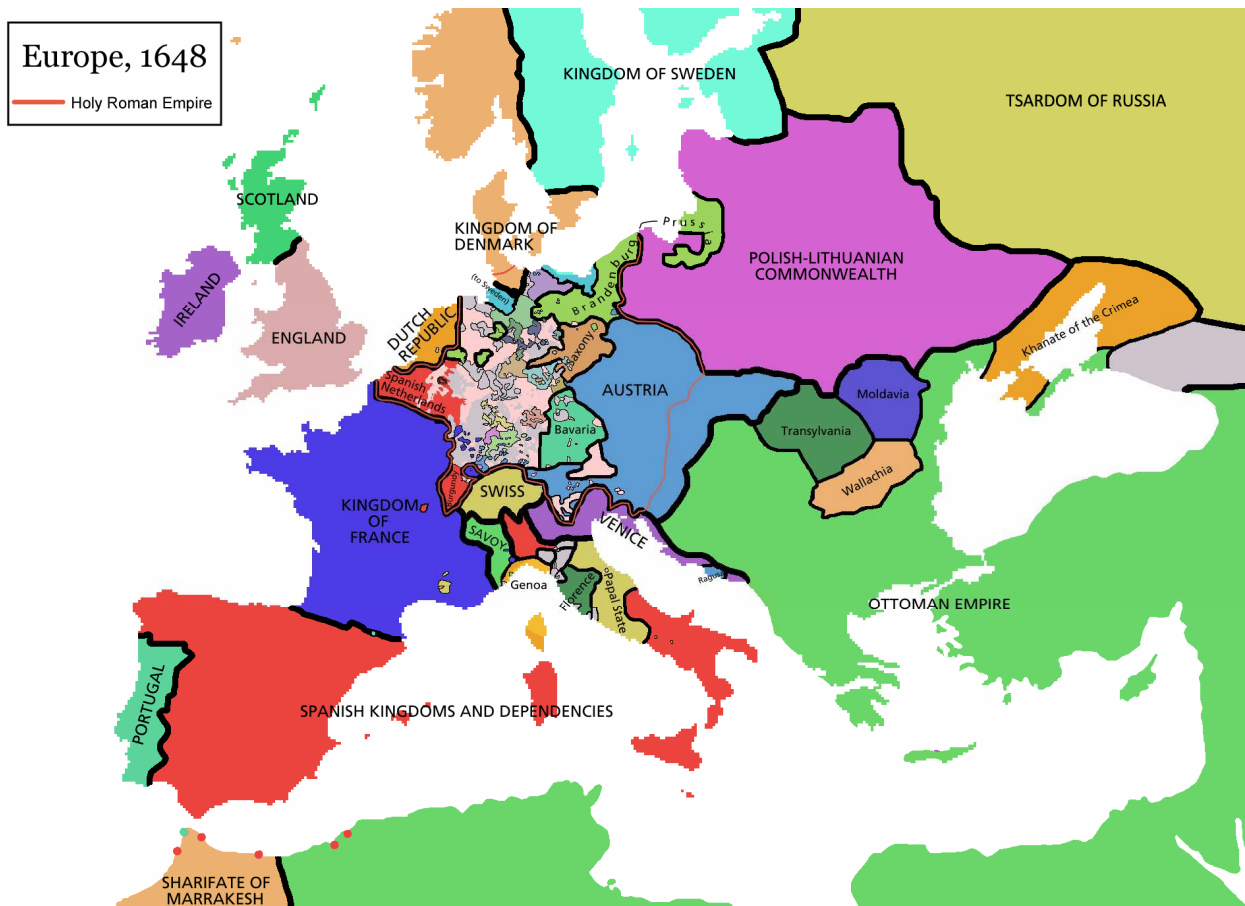 Europe, 1648
Holy Roman Empire
KINGDOM OF SWEDEN
TSARDOM OF RUSSIA
SCOTLAND
KINGDOM OF
DENMARK
Prussia
POLISH-LITHUANIAN
COMMONWEALTH
IRELAND
ENGLAND
(to Sweden)
Brandenburg
DUTCH
REPUBLIC
Khanate of the Crimea
Saxony
Spanish
Netherlands
AUSTRIA
Moldavia
Bavaria
Transylvania
Wallachia
Burgundy
SWISS
KINGDOM
OF
FRANCE
SAVOY
VENICE
Genoa
Florence
Papal State
Ragusa
OTTOMAN EMPIRE
PORTUGAL
SPANISH KINGDOMS AND DEPENDENCIES
SHARIFATE OF
MARRAKESH